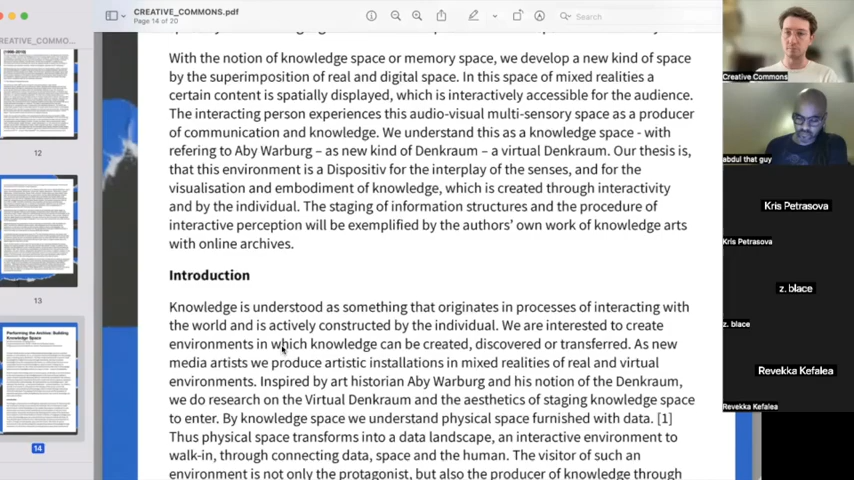 CREATIVE_COMMONS.pdf
Page 14 of 20
Search
CREATIVE_COMMO...
12
13
Performing the Archive: Building
Knowledge Space
14
With the notion of knowledge space or memory space, we develop a new kind of space
by the superimposition of real and digital space. In this space of mixed realities a
certain content is spatially displayed, which is interactively accessible for the audience.
The interacting person experiences this audio-visual multi-sensory space as a producer
of communication and knowledge. We understand this as a knowledge space - with
refering to Aby Warburg – as new kind of Denkraum – a virtual Denkraum. Our thesis is,
that this environment is a Dispositiv for the interplay of the senses, and for the
visualisation and embodiment of knowledge, which is created through interactivity
and by the individual. The staging of information structures and the procedure of
interactive perception will be exemplified by the authors' own work of knowledge arts
with online archives.
Introduction
Knowledge is understood as something that originates in processes of interacting with
the world and is actively constructed by the individual. We are interested to create
environments in which knowledge can be created, discovered or transferred. As new
media artists we produce artistic installations in mixed realities of real and virtual
environments. Inspired by art historian Aby Warburg and his notion of the Denkraum,
we do research on the Virtual Denkraum and the aesthetics of staging knowledge space
to enter. By knowledge space we understand physical space furnished with data. [1]
Thus physical space transforms into a data landscape, an interactive environment to
walk-in, through connecting data, space and the human. The visitor of such an
environment is not only the protagonist, but also the producer of knowledge through
Creative Commons
abdul that guy
Kris Petrasova
Kris Petrasova
z. blace
z. blace
Revekka Kefalea
Revekka Kefalea